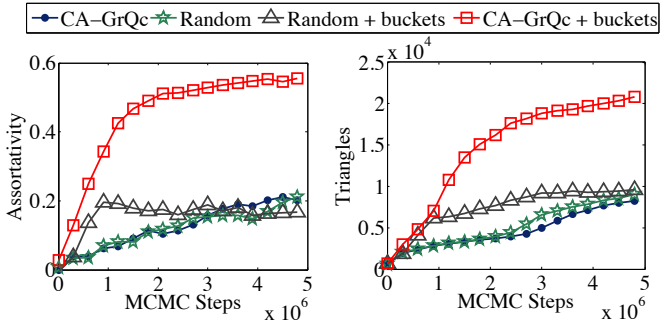 CA–GrQc Random Random + buckets CA–GrQc + buckets
x 10^4
0.6
0.4
0.2
0
Assortativity
0 1 2 3 4 5
MCMC Steps
x 10^6
2.5
2
1.5
1
0.5
0
Triangles
0 1 2 3 4 5
MCMC Steps
x 10^6